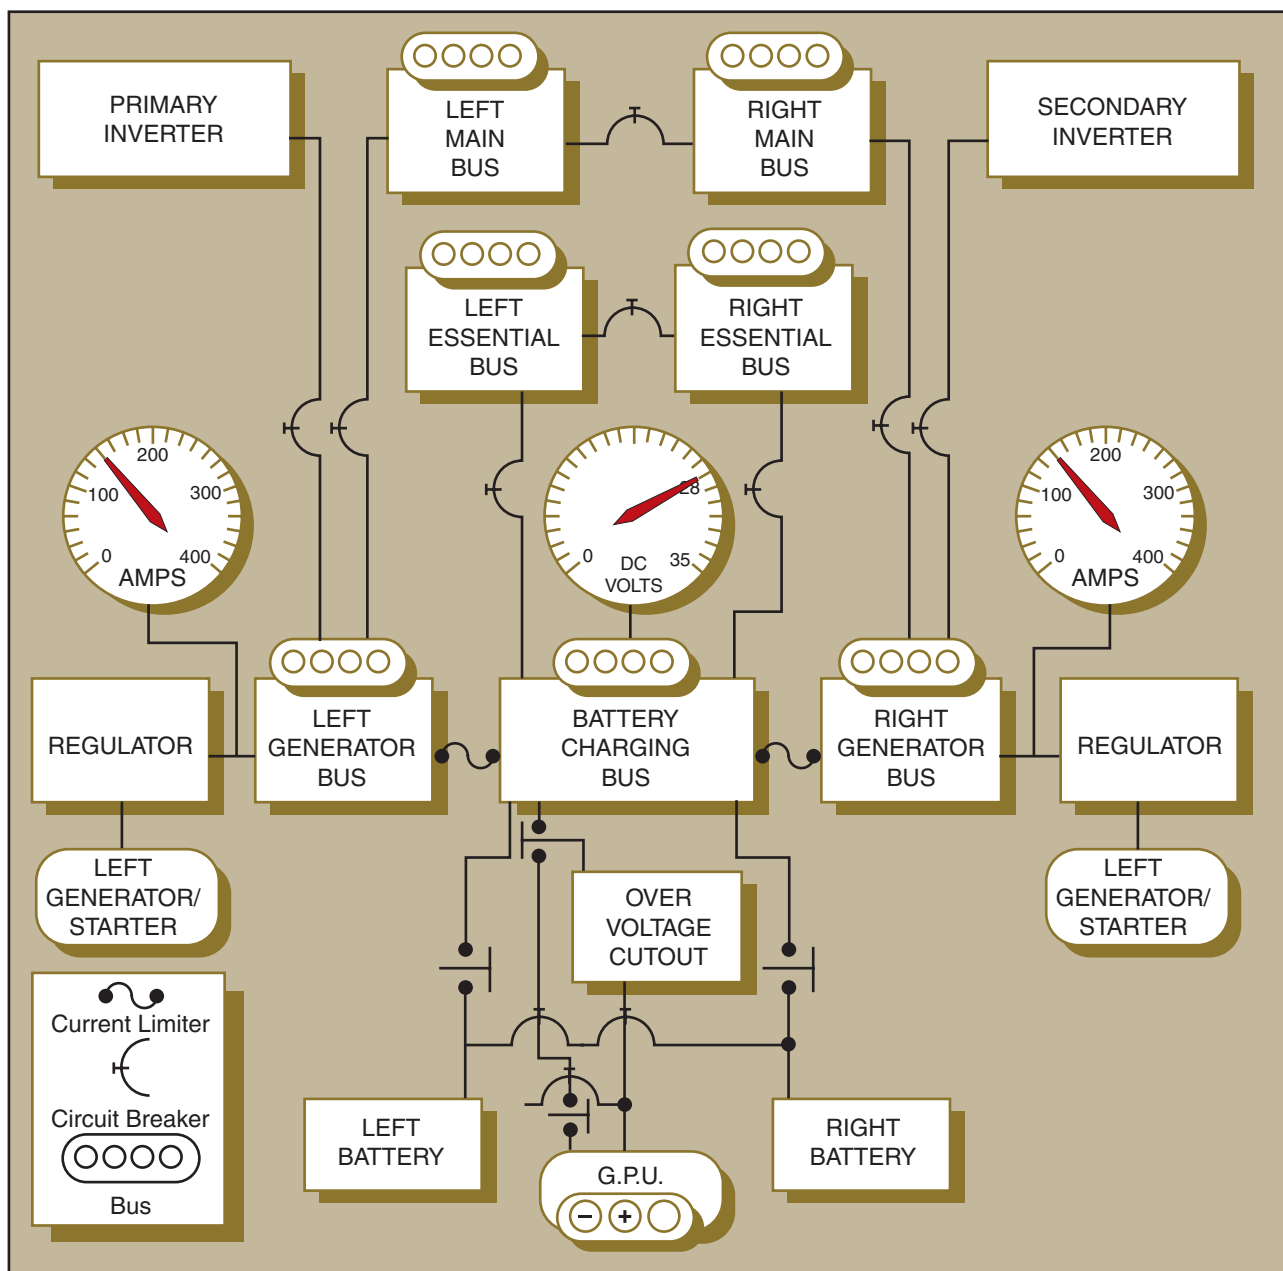 PRIMARY
INVERTER
LEFT
MAIN
BUS
RIGHT
MAIN
BUS
SECONDARY
INVERTER
LEFT
ESSENTIAL
BUS
RIGHT
ESSENTIAL
BUS
0
100
200
300
400
AMPS
0
28
35
DC
VOLTS
0
100
200
300
400
AMPS
REGULATOR
LEFT
GENERATOR
BUS
BATTERY
CHARGING
BUS
RIGHT
GENERATOR
BUS
REGULATOR
LEFT
GENERATOR/
STARTER
OVER
VOLTAGE
CUTOUT
LEFT
GENERATOR/
STARTER
Current Limiter
Circuit Breaker
Bus
LEFT
BATTERY
G.P.U.
− +
RIGHT
BATTERY